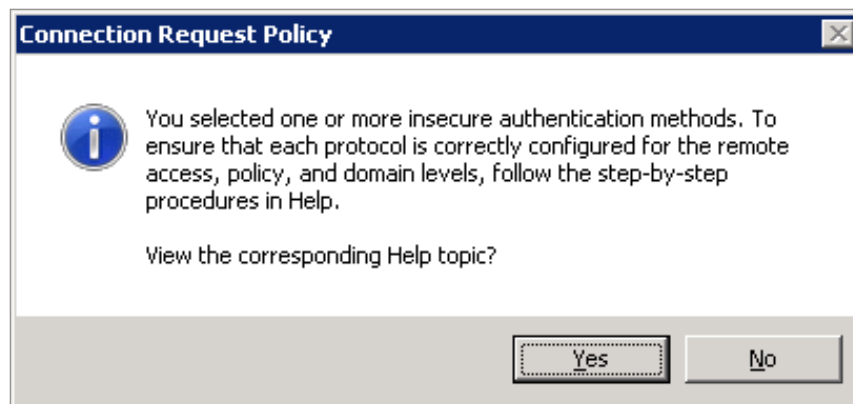 Connection Request Policy
You selected one or more insecure authentication methods. To
ensure that each protocol is correctly configured for the remote
access, policy, and domain levels, follow the step-by-step
procedures in Help.
View the corresponding Help topic?
Yes No